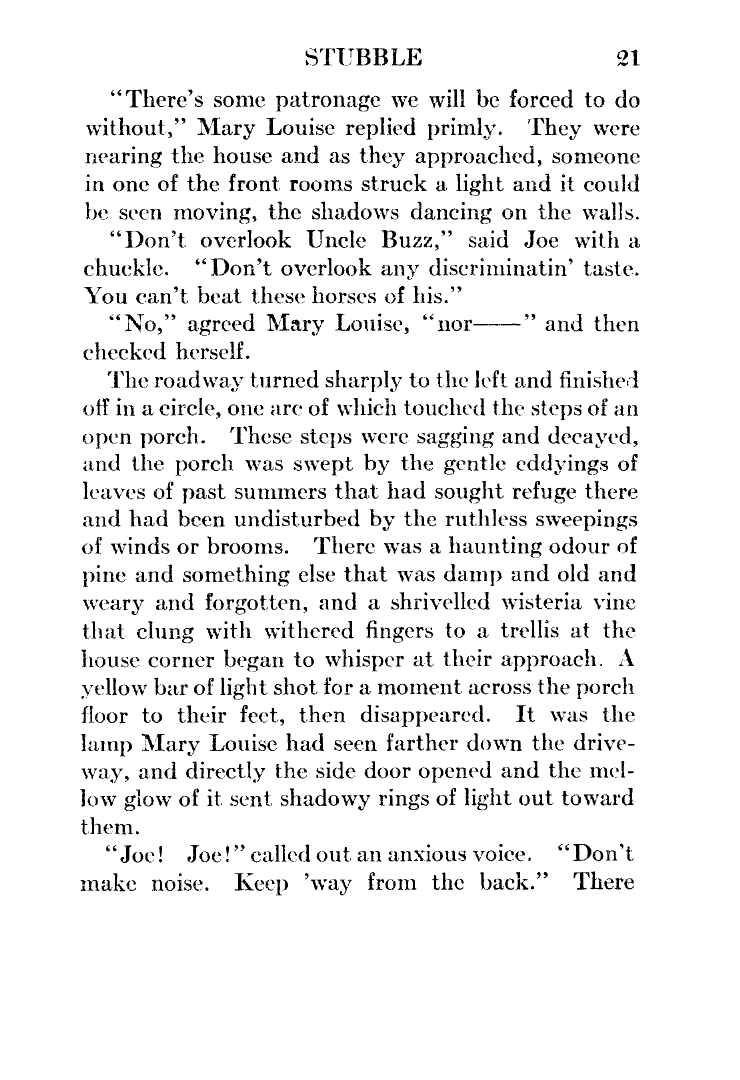 STUBBLE 21
“There’s some patronage we will be forced to do
without,” Mary Louise replied primly. They were
nearing the house and as they approached, someone
in one of the front rooms struck a light and it could
be seen moving, the shadows dancing on the walls.
“Don’t overlook Uncle Buzz,” said Joe with a
chuckle. “Don’t overlook any discriminatin’ taste.
You can’t beat these horses of his.”
“No,” agreed Mary Louise, “nor——” and then
checked herself.
The roadway turned sharply to the left and finished
off in a circle, one arc of which touched the steps of an
open porch. These steps were sagging and decayed,
and the porch was swept by the gentle eddyings of
leaves of past summers that had sought refuge there
and had been undisturbed by the ruthless sweepings
of winds or brooms. There was a haunting odour of
pine and something else that was damp and old and
weary and forgotten, and a shrivelled wisteria vine
that clung with withered fingers to a trellis at the
house corner began to whisper at their approach. A
yellow bar of light shot for a moment across the porch
floor to their feet, then disappeared. It was the
lamp Mary Louise had seen farther down the drive-
way, and directly the side door opened and the mel-
low glow of it sent shadowy rings of light out toward
them.
“Joe! Joe!” called out an anxious voice. “Don’t
make noise. Keep ’way from the back.” There